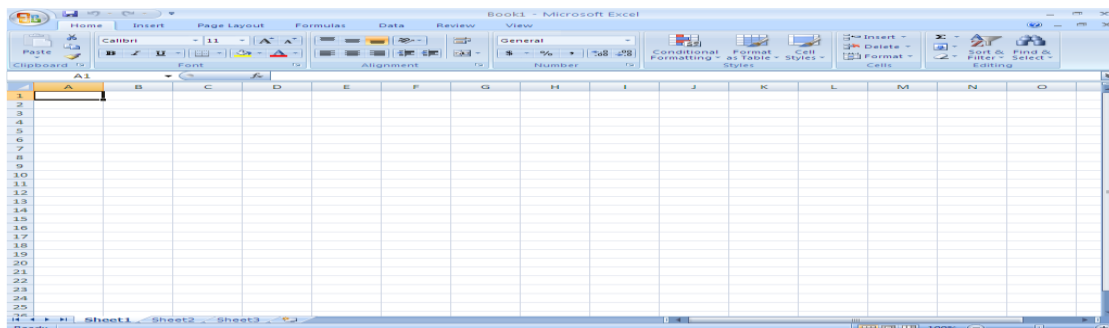 Book1 - Microsoft Excel
Home Insert Page Layout Formulas Data Review View
Calibri 11 General Insert Σ
Paste B I U $ % Conditional Formatting Format as Table Cell Styles Delete Format Sort & Filter Find & Select
Clipboard Font Alignment Number Styles Cells Editing
A1 fx
A B C D E F G H I J K L M N O
1
2
3
4
5
6
7
8
9
10
11
12
13
14
15
16
17
18
19
20
21
22
23
24
25
26
Sheet1 Sheet2 Sheet3
Ready 100%